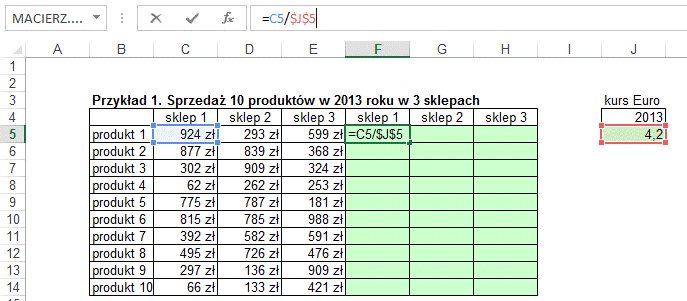 MACIERZ.... fx =C5/$J$5
A B C D E F G H I J
1
2
3 Przykład 1. Sprzedaż 10 produktów w 2013 roku w 3 sklepach kurs Euro
4 sklep 1 sklep 2 sklep 3 sklep 1 sklep 2 sklep 3 2013
5 produkt 1 924 zł 293 zł 599 zł =C5/$J$5 4,2
6 produkt 2 877 zł 839 zł 368 zł
7 produkt 3 302 zł 909 zł 324 zł
8 produkt 4 62 zł 262 zł 253 zł
9 produkt 5 775 zł 787 zł 181 zł
10 produkt 6 815 zł 785 zł 988 zł
11 produkt 7 392 zł 582 zł 591 zł
12 produkt 8 495 zł 726 zł 476 zł
13 produkt 9 297 zł 136 zł 909 zł
14 produkt 10 66 zł 133 zł 421 zł